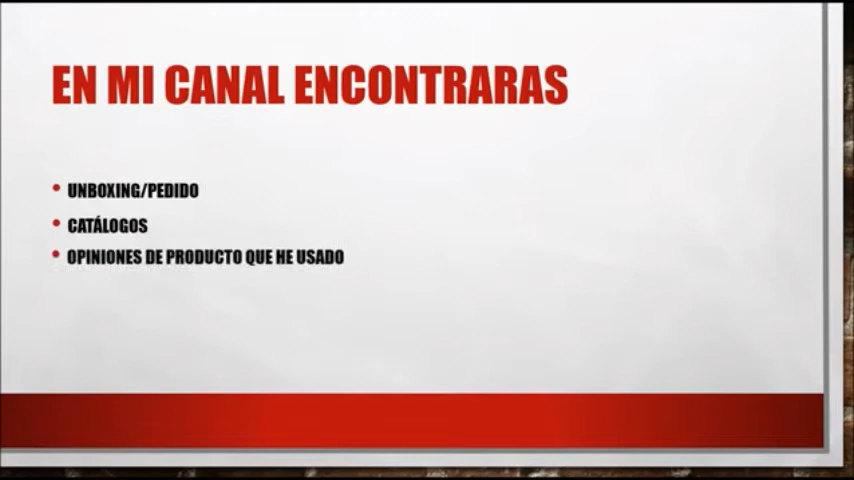 EN MI CANAL ENCONTRARAS
• UNBOXING/PEDIDO
• CATÁLOGOS
• OPINIONES DE PRODUCTO QUE HE USADO